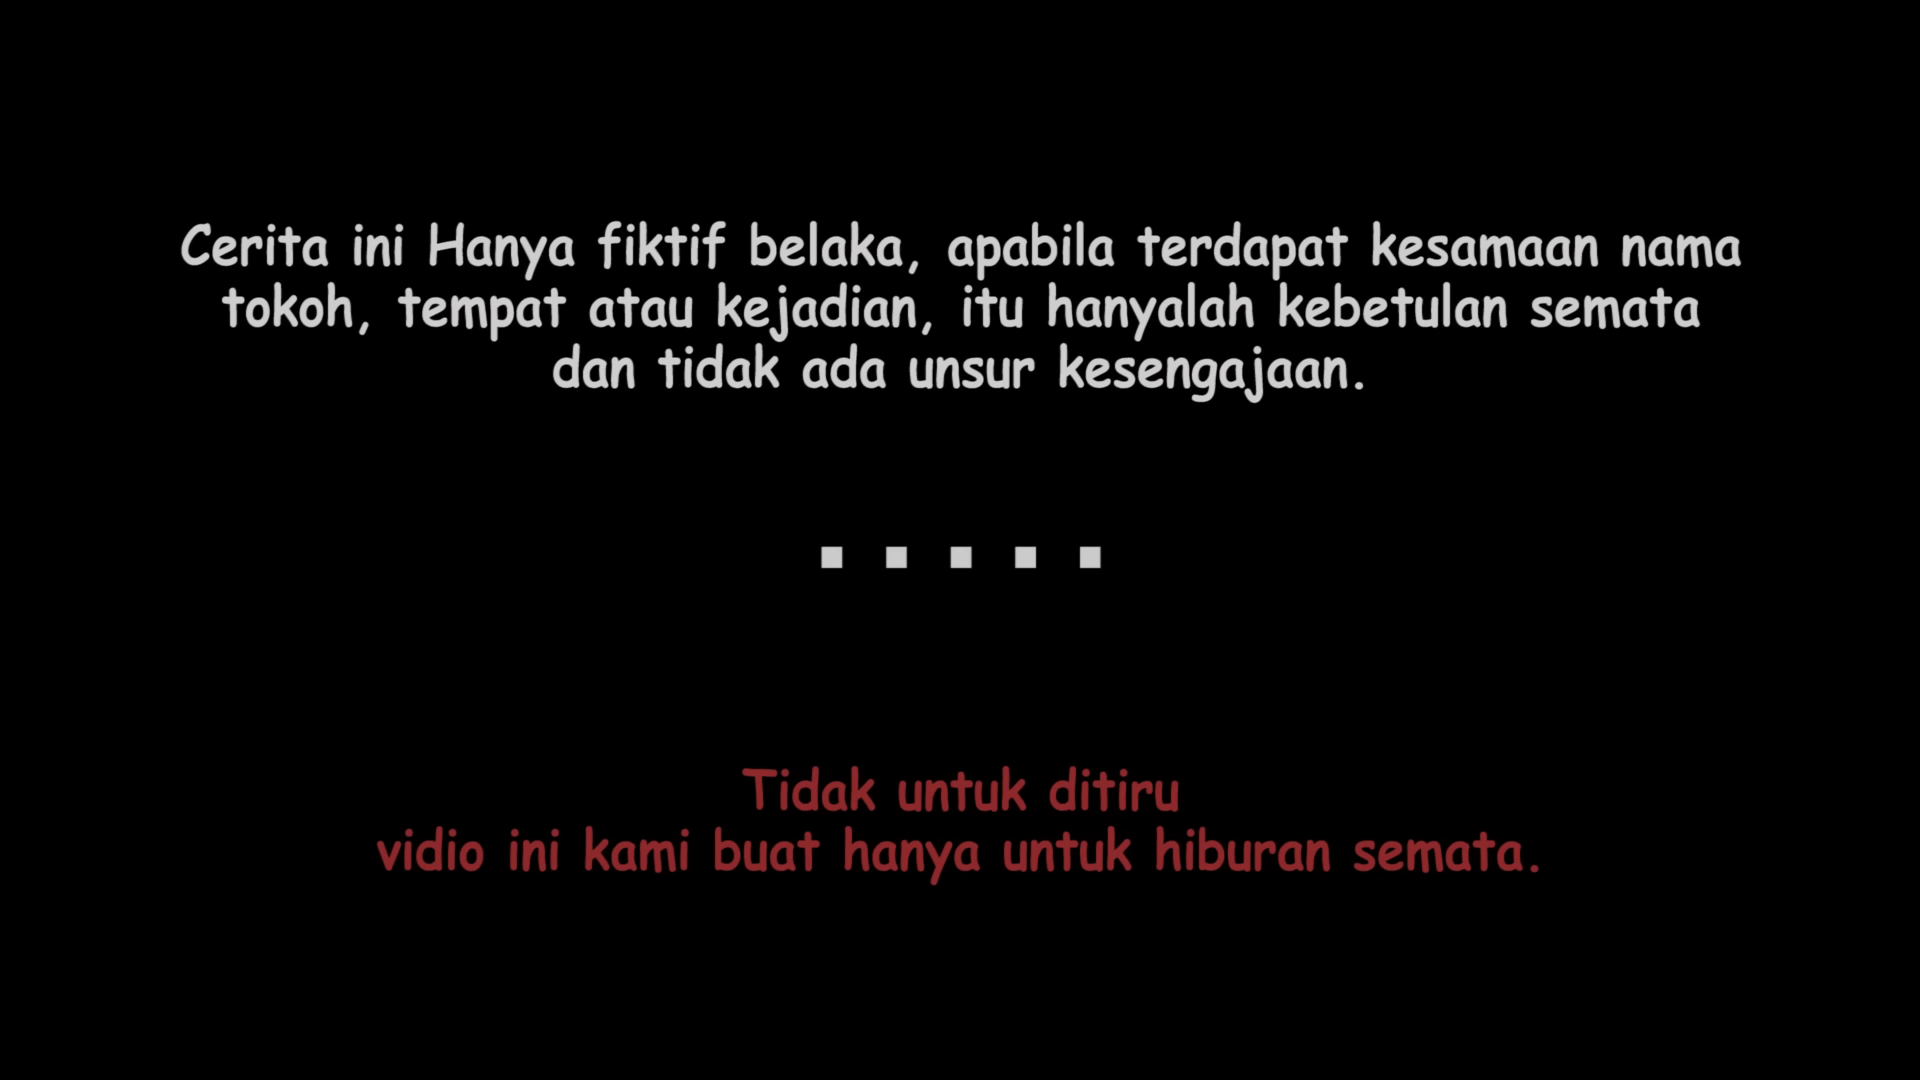 Cerita ini Hanya fiktif belaka, apabila terdapat kesamaan nama
tokoh, tempat atau kejadian, itu hanyalah kebetulan semata
dan tidak ada unsur kesengajaan.
. . . . .
Tidak untuk ditiru
vidio ini kami buat hanya untuk hiburan semata.